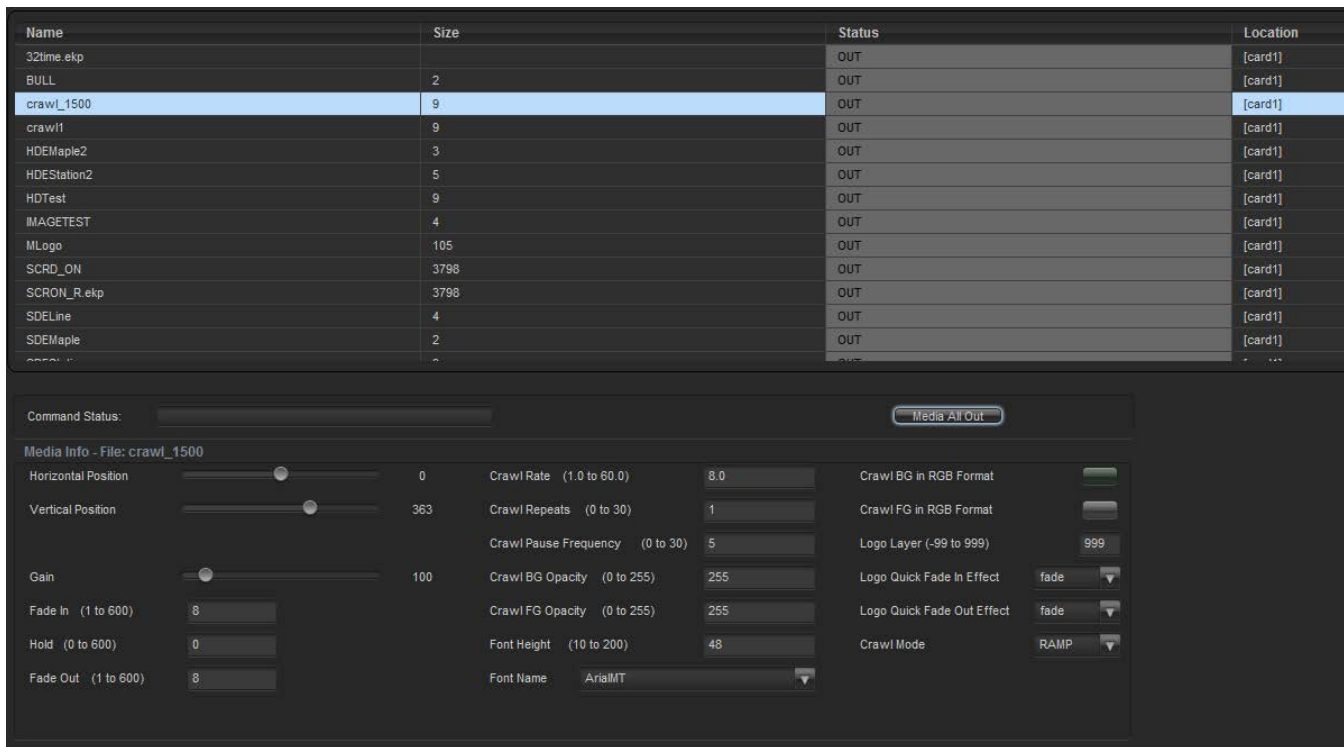 Name Size Status Location
32time.ekp OUT [card1]
BULL 2 OUT [card1]
crawl_1500 9 OUT [card1]
crawl1 9 OUT [card1]
HDEMaple2 3 OUT [card1]
HDEStation2 5 OUT [card1]
HDTest 9 OUT [card1]
IMAGETEST 4 OUT [card1]
MLogo 105 OUT [card1]
SCRD_ON 3798 OUT [card1]
SCRON_R.ekp 3798 OUT [card1]
SDELine 4 OUT [card1]
SDEMaple 2 OUT [card1]
Command Status: Media All Out
Media Info - File: crawl_1500
Horizontal Position 0 Crawl Rate (1.0 to 60.0) 8.0 Crawl BG in RGB Format
Vertical Position 363 Crawl Repeats (0 to 30) 1 Crawl FG in RGB Format
Crawl Pause Frequency (0 to 30) 5 Logo Layer (-99 to 999) 999
Gain 100 Crawl BG Opacity (0 to 255) 255 Logo Quick Fade In Effect fade
Fade In (1 to 600) 8 Crawl FG Opacity (0 to 255) 255 Logo Quick Fade Out Effect fade
Hold (0 to 600) 0 Font Height (10 to 200) 48 Crawl Mode RAMP
Fade Out (1 to 600) 8 Font Name ArialMT